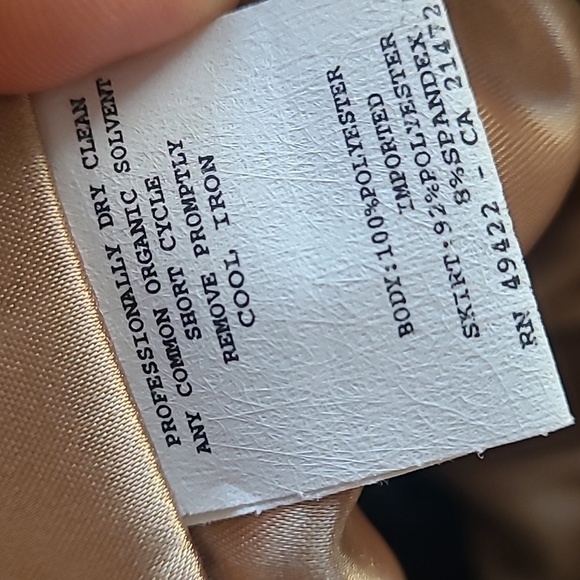 PROFESSIONALLY DRY CLEAN
ANY COMMON ORGANIC SOLVENT
SHORT CYCLE
REMOVE PROMPTLY
COOL IRON
BODY:100%POLYESTER
IMPORTED
SKIRT:92%POLYESTER
8%SPANDEX
RN 49422 - CA 21472